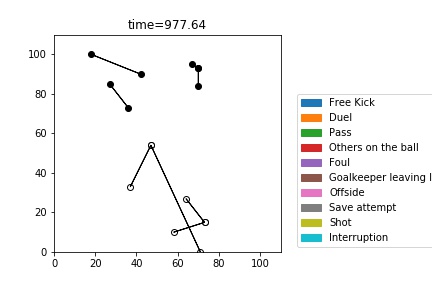 time=977.64
100
80
60
40
20
0
0 20 40 60 80 100
Free Kick
Duel
Pass
Others on the ball
Foul
Goalkeeper leaving l
Offside
Save attempt
Shot
Interruption